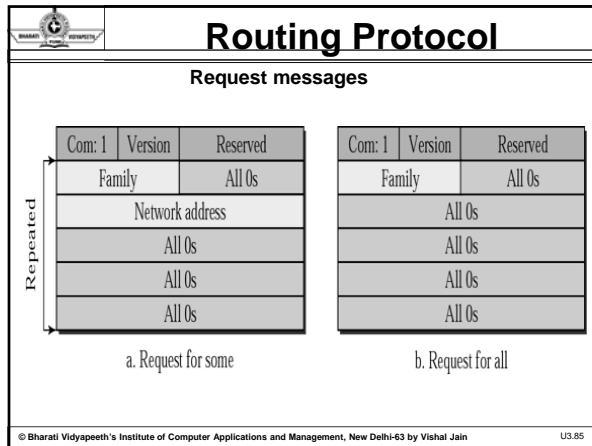 BHARATI VIDYAPEETH
Routing Protocol
Request messages
Com: 1 Version Reserved
Family All 0s
Network address
All 0s
All 0s
All 0s
Repeated
a. Request for some
Com: 1 Version Reserved
Family All 0s
All 0s
All 0s
All 0s
All 0s
b. Request for all
© Bharati Vidyapeeth's Institute of Computer Applications and Management, New Delhi-63 by Vishal Jain U3.85